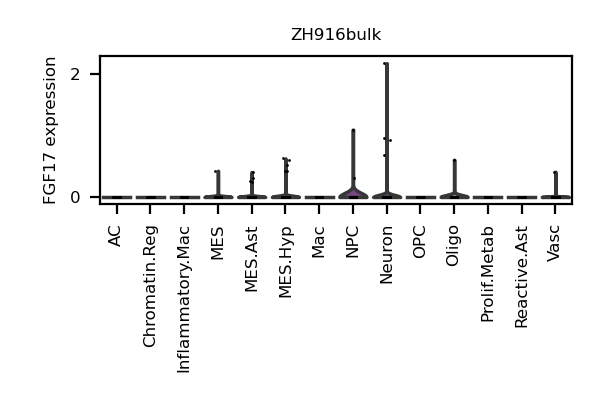 ZH916bulk
FGF17 expression
2
0
AC
Chromatin.Reg
Inflammatory.Mac
MES
MES.Ast
MES.Hyp
Mac
NPC
Neuron
OPC
Oligo
Prolif.Metab
Reactive.Ast
Vasc